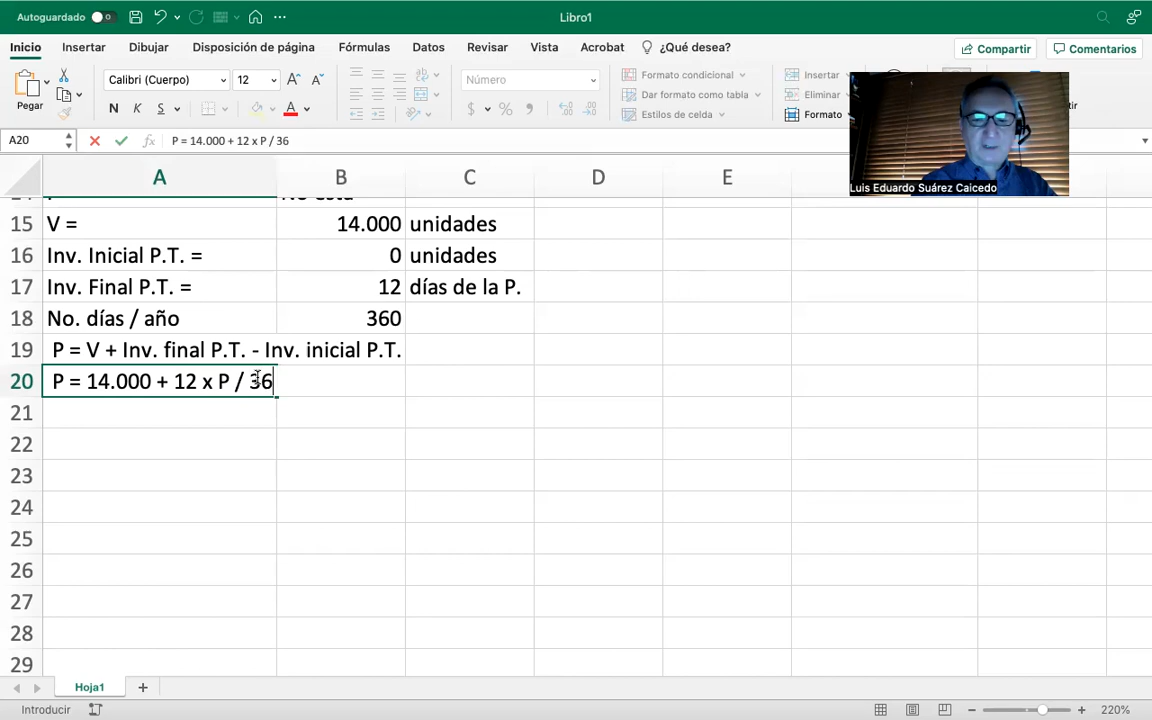 Autoguardado
Libro1
Inicio Insertar Dibujar Disposición de página Fórmulas Datos Revisar Vista Acrobat ¿Qué desea? Compartir Comentarios
Pegar
Calibri (Cuerpo) 12
N K S
Número
$ %
Formato condicional
Dar formato como tabla
Estilos de celda
Insertar
Eliminar
Formato
A20 fx P = 14.000 + 12 x P / 36
Luis Eduardo Suárez Caicedo
A B C D E
15 V = 14.000 unidades
16 Inv. Inicial P.T. = 0 unidades
17 Inv. Final P.T. = 12 días de la P.
18 No. días / año 360
19 P = V + Inv. final P.T. - Inv. inicial P.T.
20 P = 14.000 + 12 x P / 36
21
22
23
24
25
26
27
28
29
Hoja1
Introducir 220%